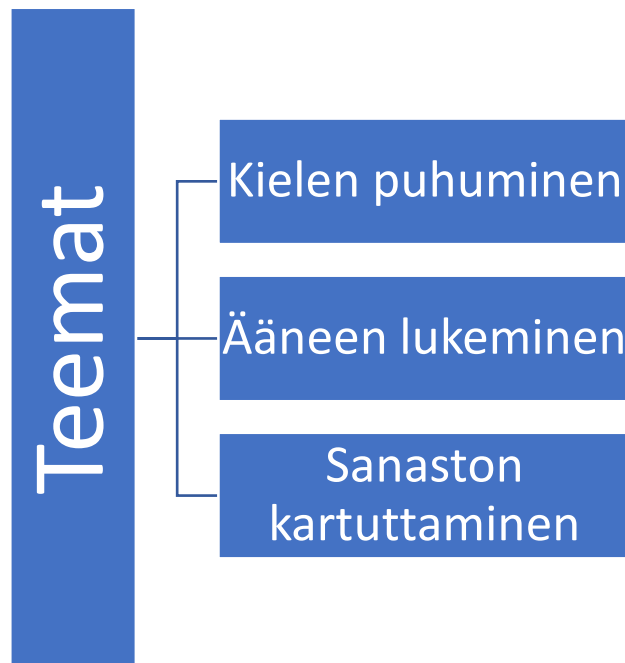 Teemat
Kielen puhuminen
Ääneen lukeminen
Sanaston
kartuttaminen